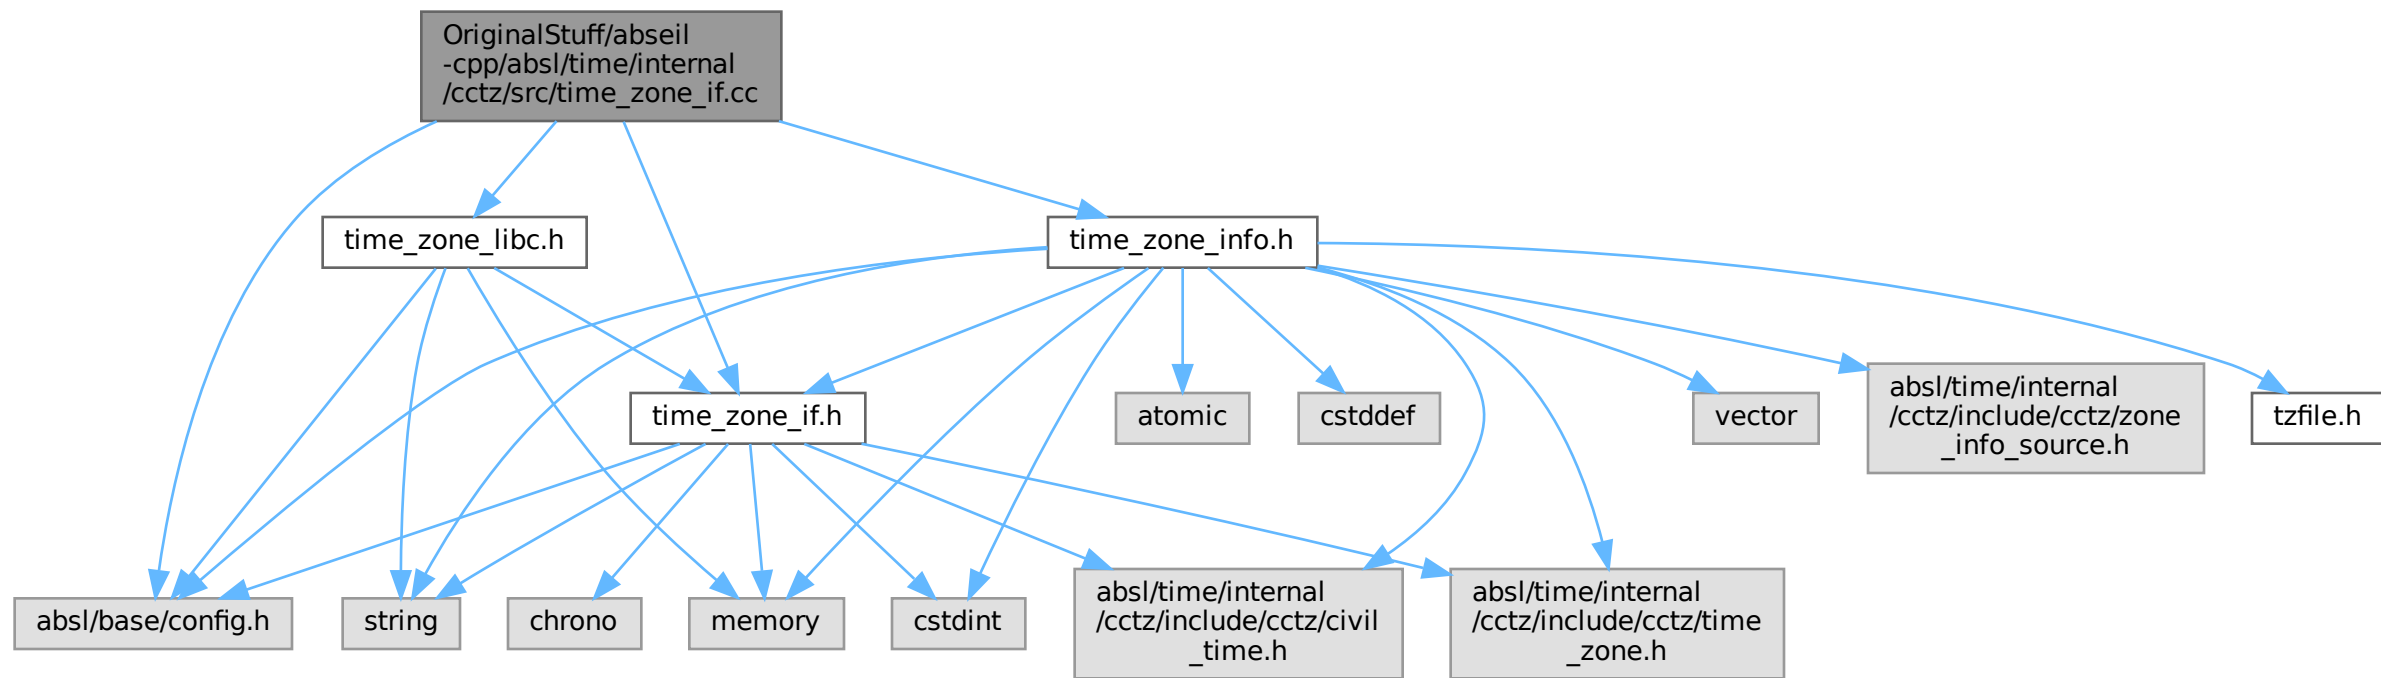 OriginalStuff/abseil
-cpp/absl/time/internal
/cctz/src/time_zone_if.cc
time_zone_libc.h
time_zone_info.h
time_zone_if.h
atomic
cstddef
vector
absl/time/internal
/cctz/include/cctz/zone
_info_source.h
tzfile.h
absl/base/config.h
string
chrono
memory
cstdint
absl/time/internal
/cctz/include/cctz/civil
_time.h
absl/time/internal
/cctz/include/cctz/time
_zone.h